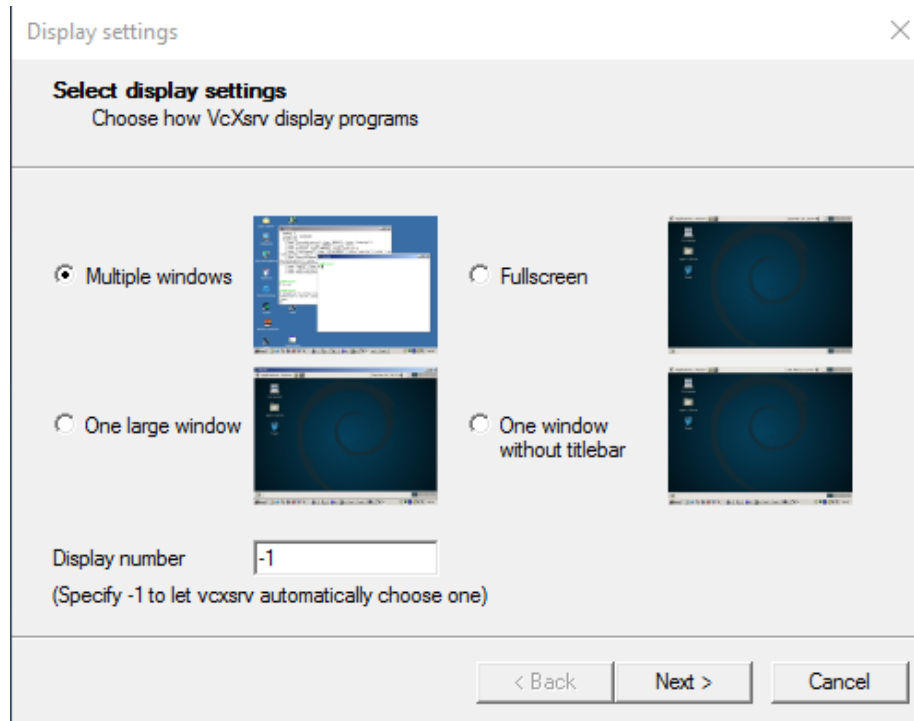 Display settings
Select display settings
Choose how VcXsrv display programs
Multiple windows
Fullscreen
One large window
One window
without titlebar
Display number
-1
(Specify -1 to let vcxsrv automatically choose one)
< Back
Next >
Cancel